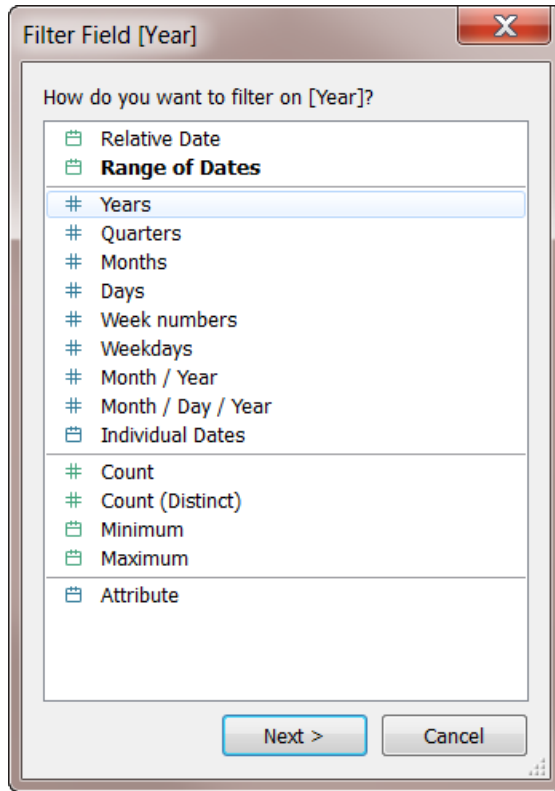 Filter Field [Year]
How do you want to filter on [Year]?
Relative Date
Range of Dates
Years
Quarters
Months
Days
Week numbers
Weekdays
Month / Year
Month / Day / Year
Individual Dates
Count
Count (Distinct)
Minimum
Maximum
Attribute
Next >
Cancel